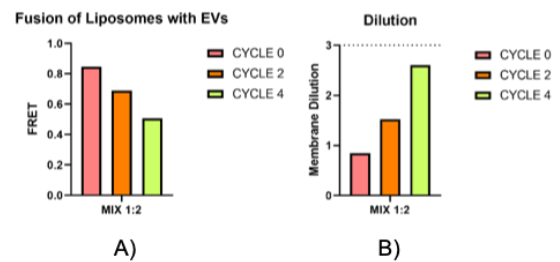 Fusion of Liposomes with EVs
1.0
0.8
0.6
0.4
0.2
0.0
FRET
MIX 1:2
CYCLE 0
CYCLE 2
CYCLE 4
A)
Dilution
3
2
1
0
Membrane Dilution
MIX 1:2
CYCLE 0
CYCLE 2
CYCLE 4
B)